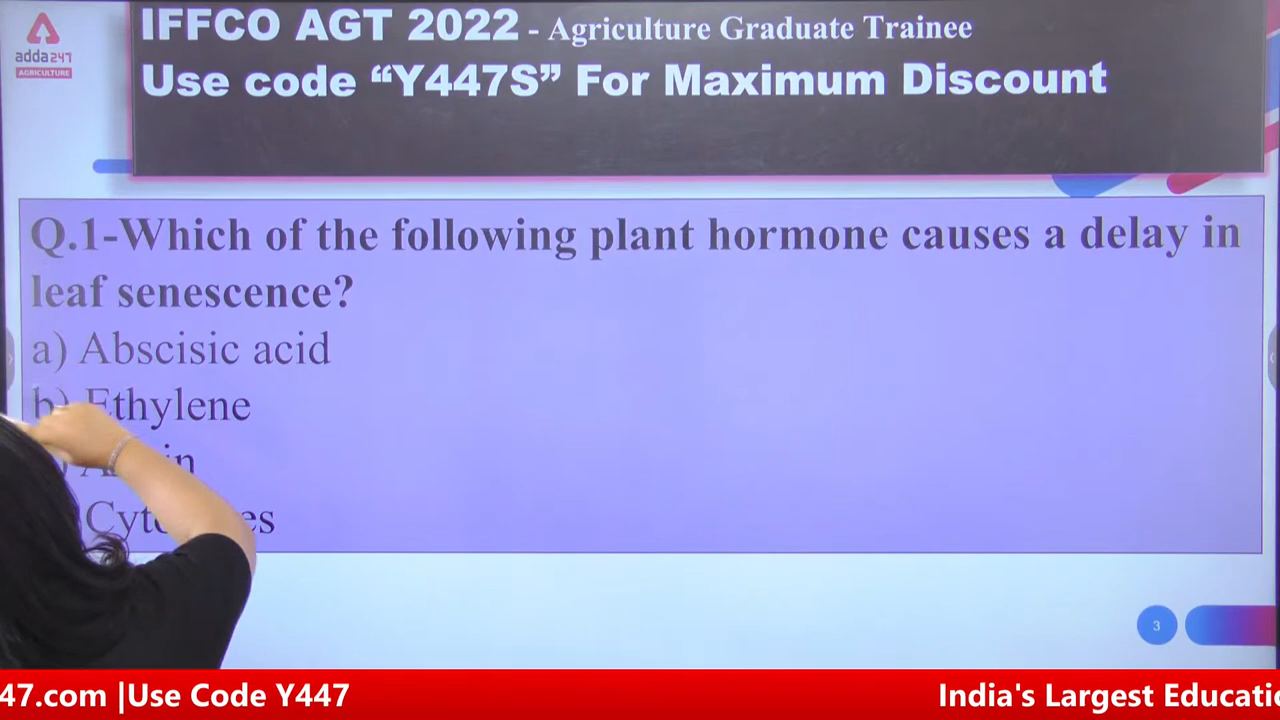 IFFCO AGT 2022 - Agriculture Graduate Trainee
adda247
AGRICULTURE
Use code “Y447S” For Maximum Discount
Q.1-Which of the following plant hormone causes a delay in
leaf senescence?
a) Abscisic acid
b) Ethylene
3
47.com |Use Code Y447
India's Largest Educatio